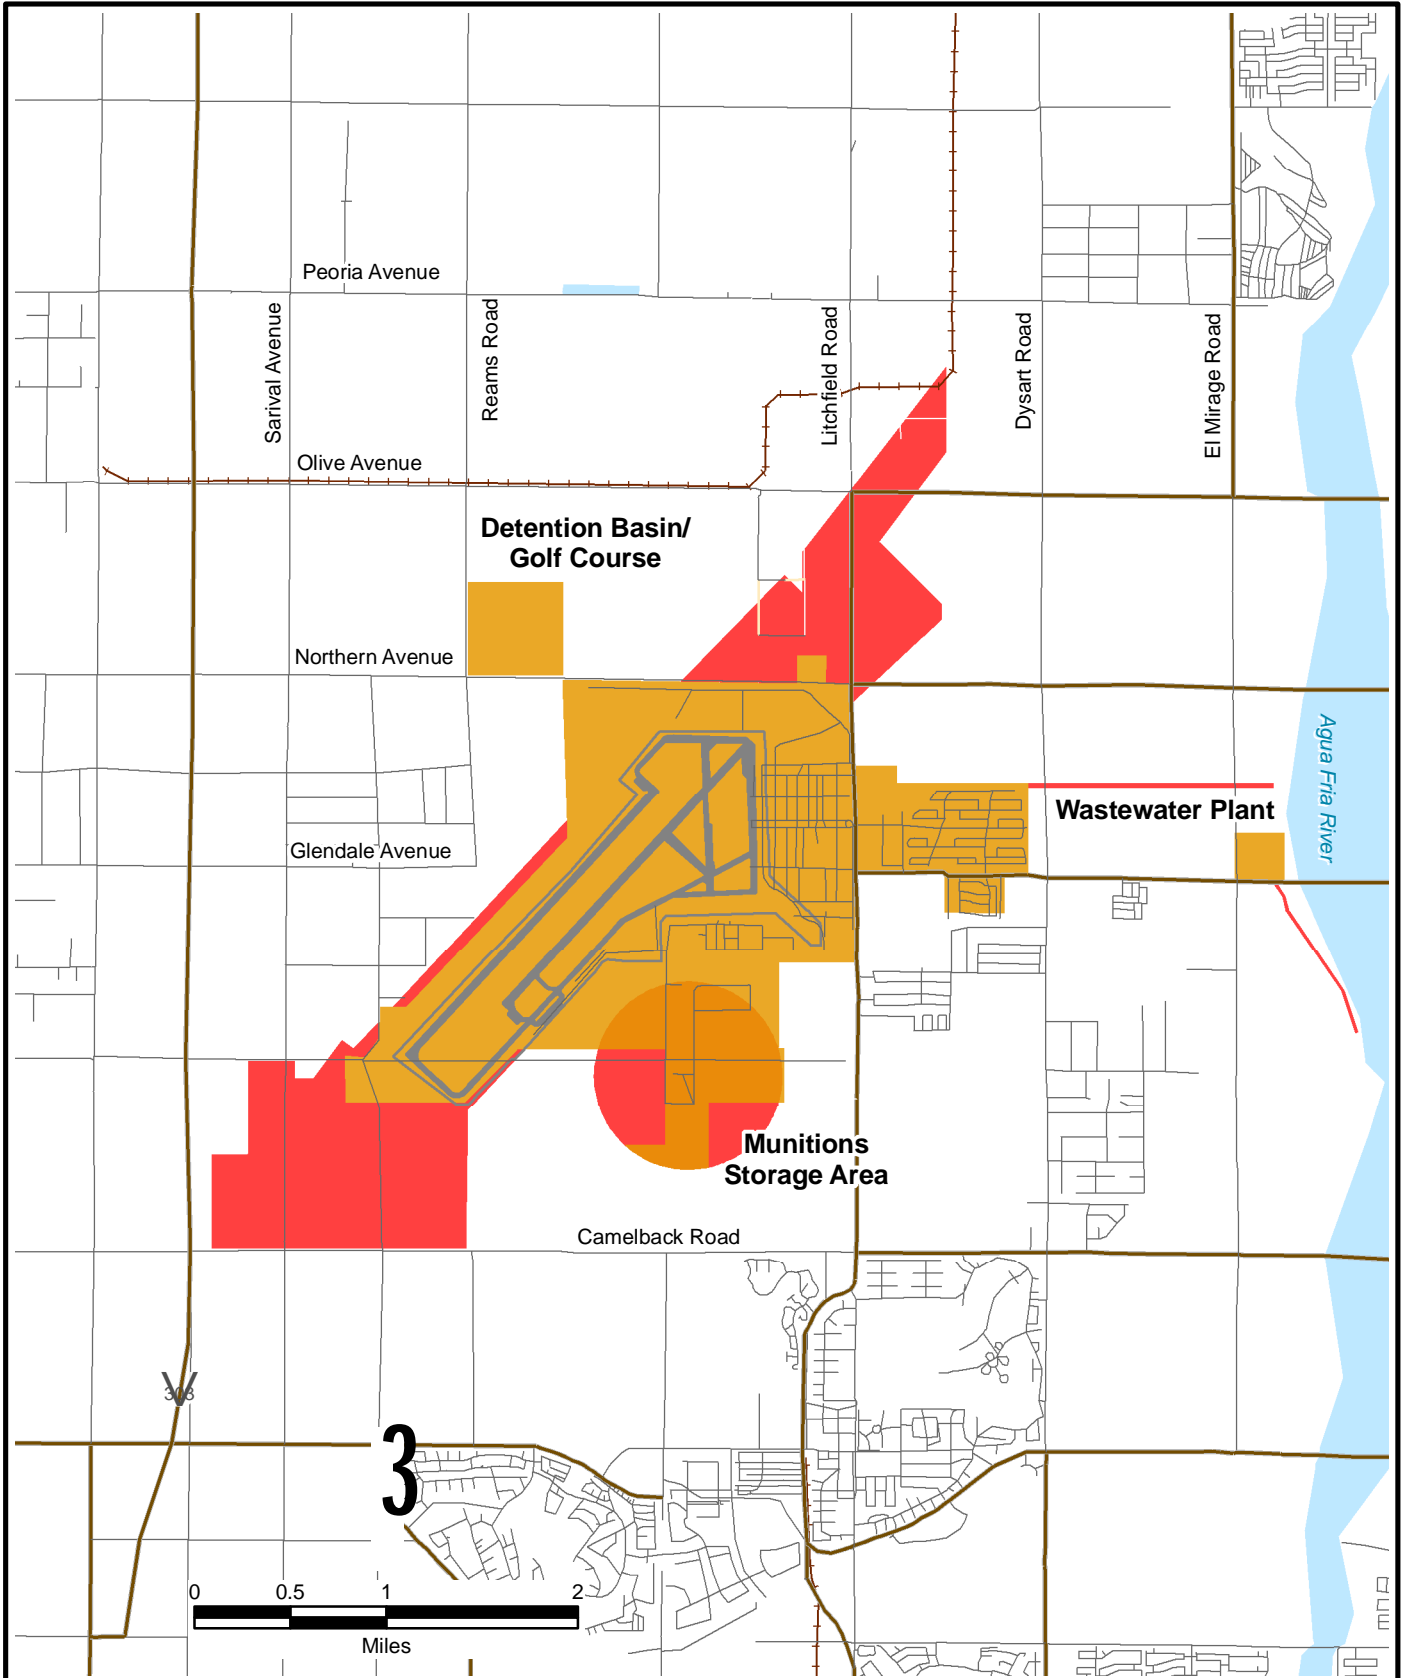 Peoria Avenue
Sarival Avenue
Reams Road
Litchfield Road
Dysart Road
El Mirage Road
Olive Avenue
Detention Basin/
Golf Course
Northern Avenue
Agua Fria River
Wastewater Plant
Glendale Avenue
Munitions
Storage Area
Camelback Road
V
303
3
0 0.5 1 2
Miles